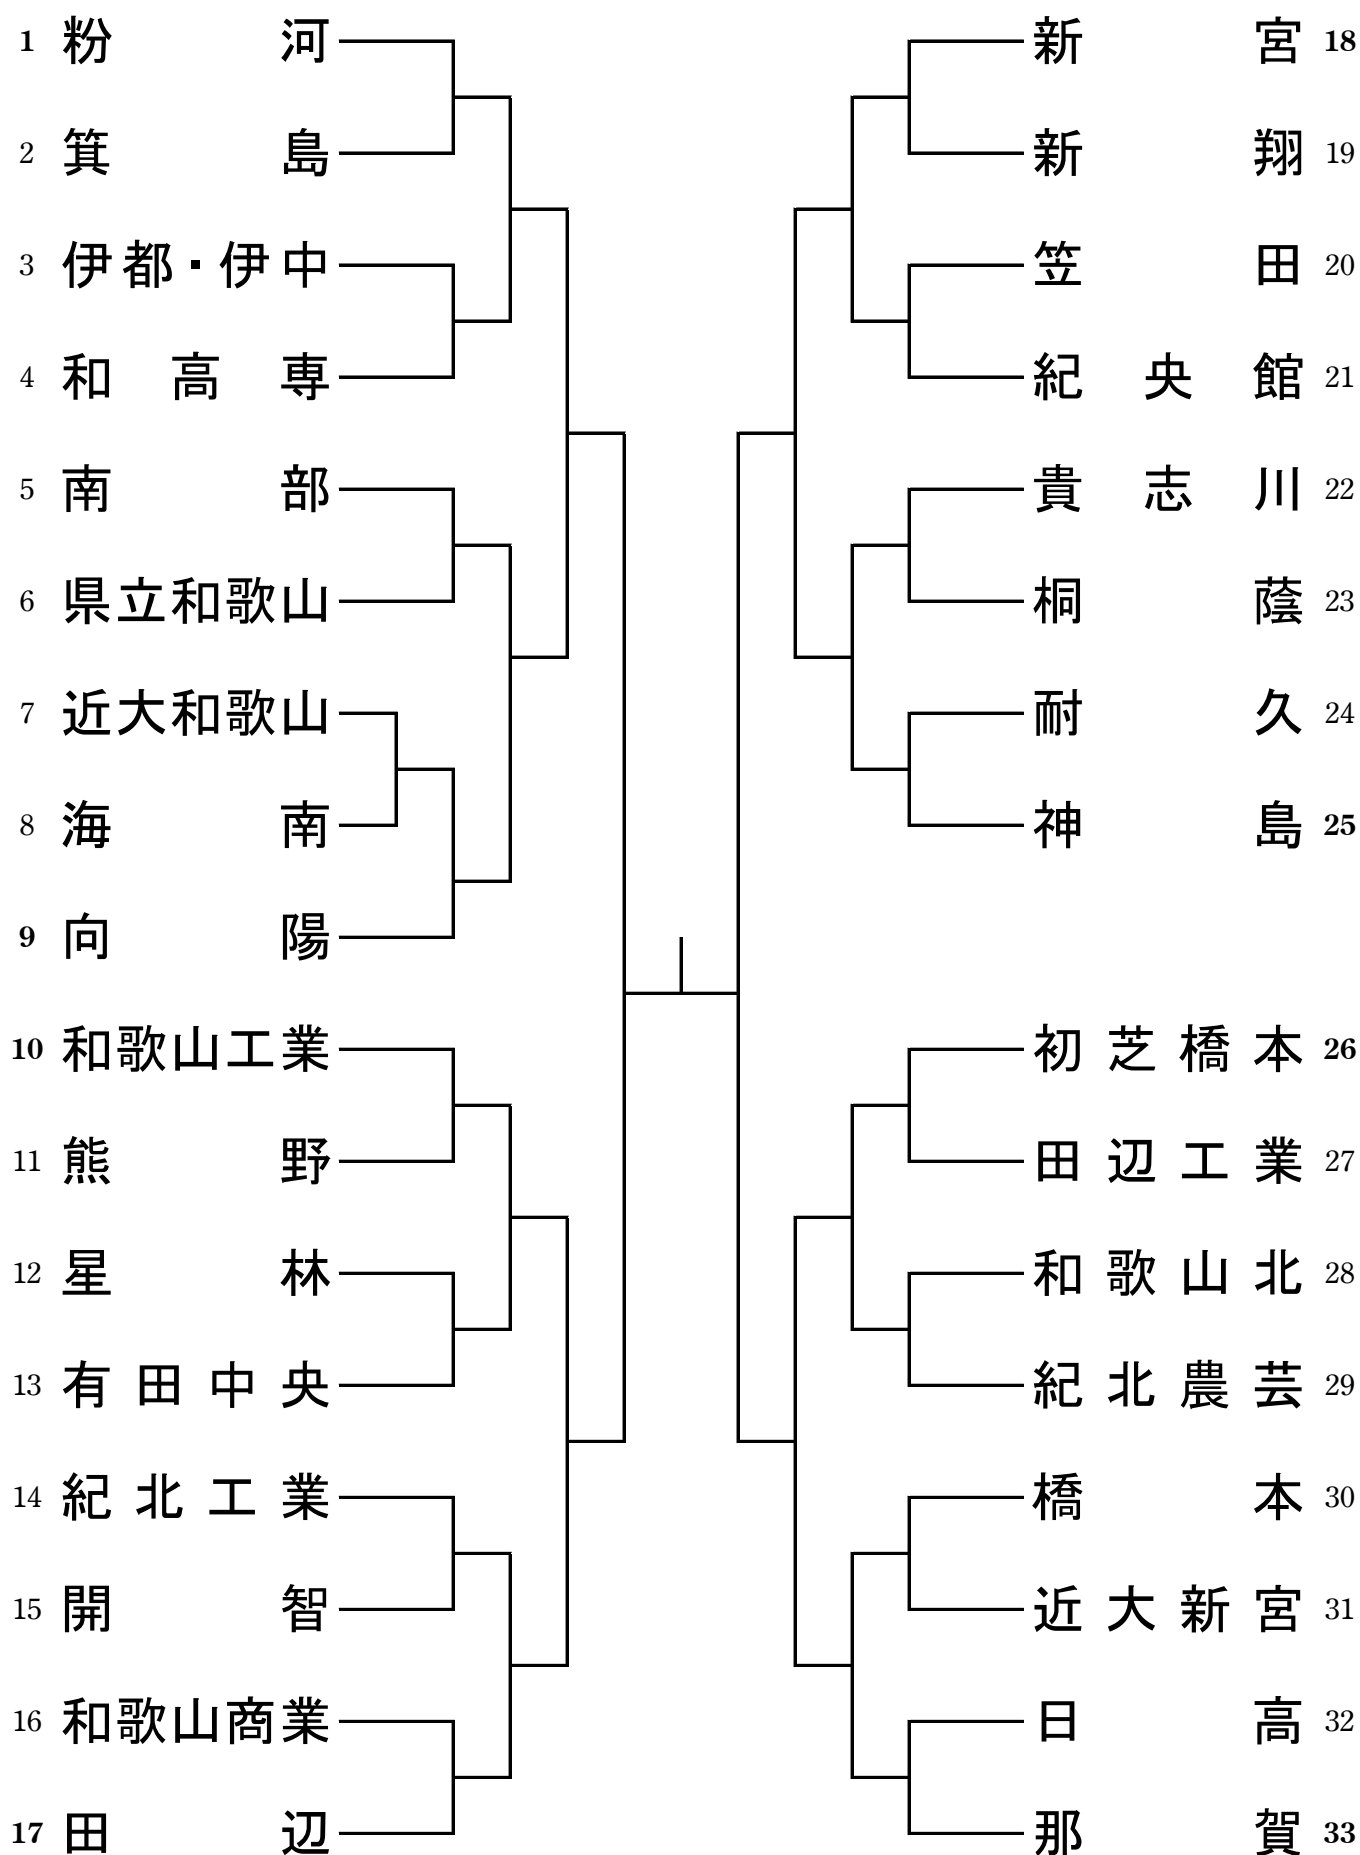 1 粉河
2 箕島
3 伊都・伊中
4 和高専
5 南部
6 県立和歌山
7 近大和歌山
8 海南
9 向陽
10 和歌山工業
11 熊野
12 星林
13 有田中央
14 紀北工業
15 開智
16 和歌山商業
17 田辺
新宮 18
新翔 19
笠田 20
紀央館 21
貴志川 22
桐蔭 23
耐久 24
神島 25
初芝橋本 26
田辺工業 27
和歌山北 28
紀北農芸 29
橋本 30
近大新宮 31
日高 32
那賀 33